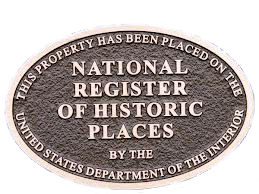 THIS PROPERTY HAS BEEN PLACED ON THE
NATIONAL
REGISTER
OF HISTORIC
PLACES
BY THE
UNITED STATES DEPARTMENT OF THE INTERIOR